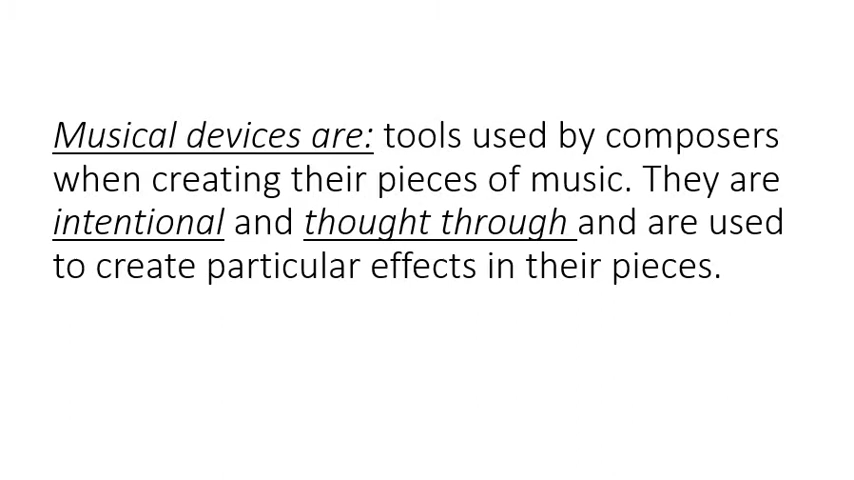 Musical devices are: tools used by composers
when creating their pieces of music. They are
intentional and thought through and are used
to create particular effects in their pieces.